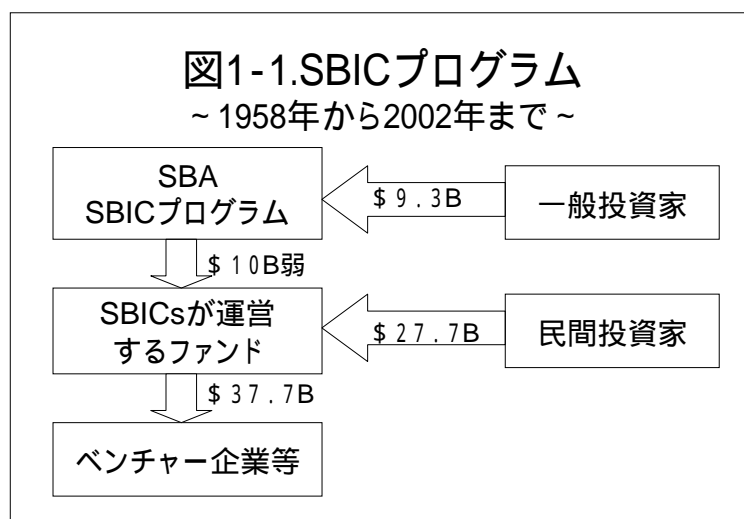 図1-1.SBICプログラム
~1958年から2002年まで~
SBA
SBICプログラム
＄9.3B
一般投資家
＄10B弱
SBICsが運営
するファンド
＄27.7B
民間投資家
＄37.7B
ベンチャー企業等